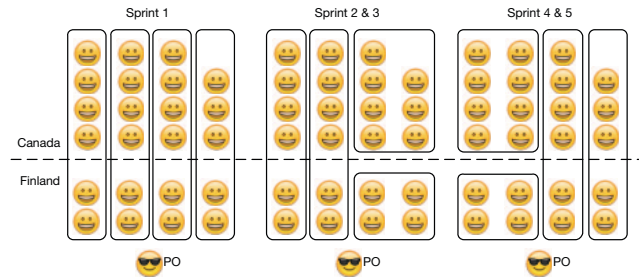 Sprint 1
Sprint 2 & 3
Sprint 4 & 5
Canada
Finland
PO
PO
PO